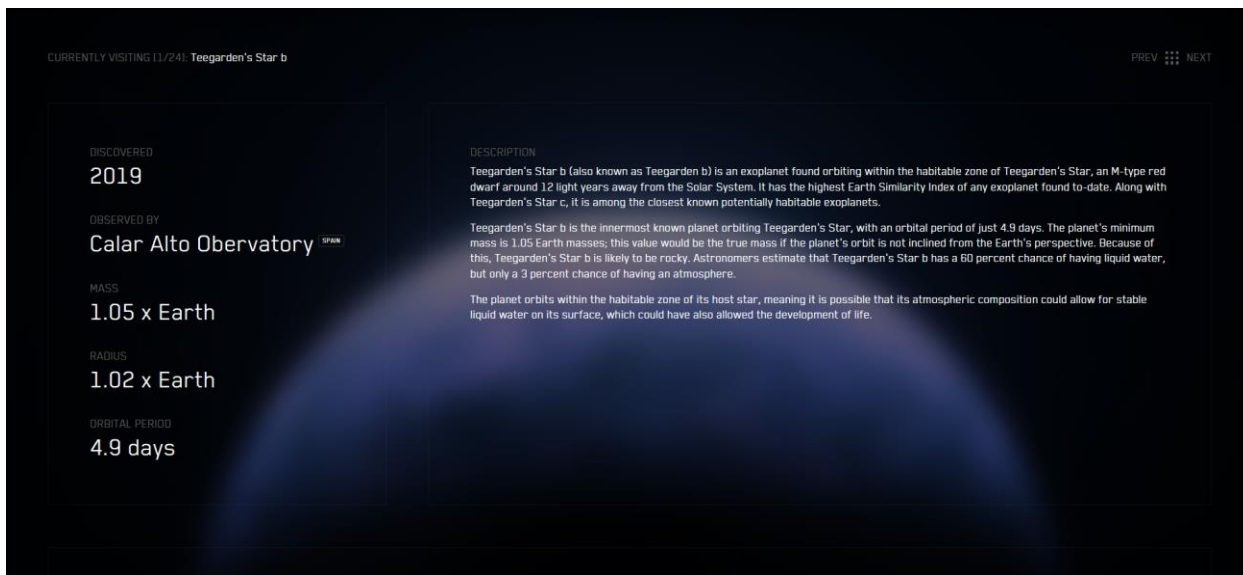 CURRENTLY VISITING [1/24]: Teegarden's Star b
PREV NEXT
DISCOVERED
2019
OBSERVED BY
Calar Alto Obervatory SPAIN
MASS
1.05 x Earth
RADIUS
1.02 x Earth
ORBITAL PERIOD
4.9 days
DESCRIPTION
Teegarden's Star b (also known as Teegarden b) is an exoplanet found orbiting within the habitable zone of Teegarden's Star, an M-type red
dwarf around 12 light years away from the Solar System. It has the highest Earth Similarity Index of any exoplanet found to-date. Along with
Teegarden's Star c, it is among the closest known potentially habitable exoplanets.
Teegarden's Star b is the innermost known planet orbiting Teegarden's Star, with an orbital period of just 4.9 days. The planet's minimum
mass is 1.05 Earth masses; this value would be the true mass if the planet's orbit is not inclined from the Earth's perspective. Because of
this, Teegarden's Star b is likely to be rocky. Astronomers estimate that Teegarden's Star b has a 60 percent chance of having liquid water,
but only a 3 percent chance of having an atmosphere.
The planet orbits within the habitable zone of its host star, meaning it is possible that its atmospheric composition could allow for stable
liquid water on its surface, which could have also allowed the development of life.